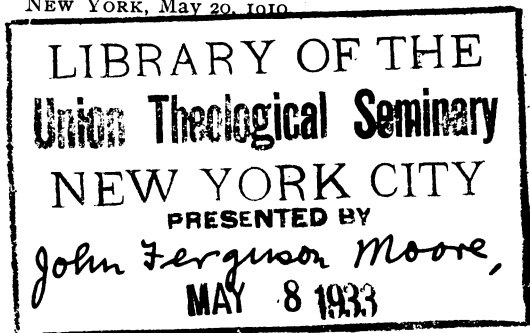 NEW YORK, May 20, 1910
LIBRARY OF THE
Union Theological Seminary
NEW YORK CITY
PRESENTED BY
John Ferguson Moore,
MAY 8 1933